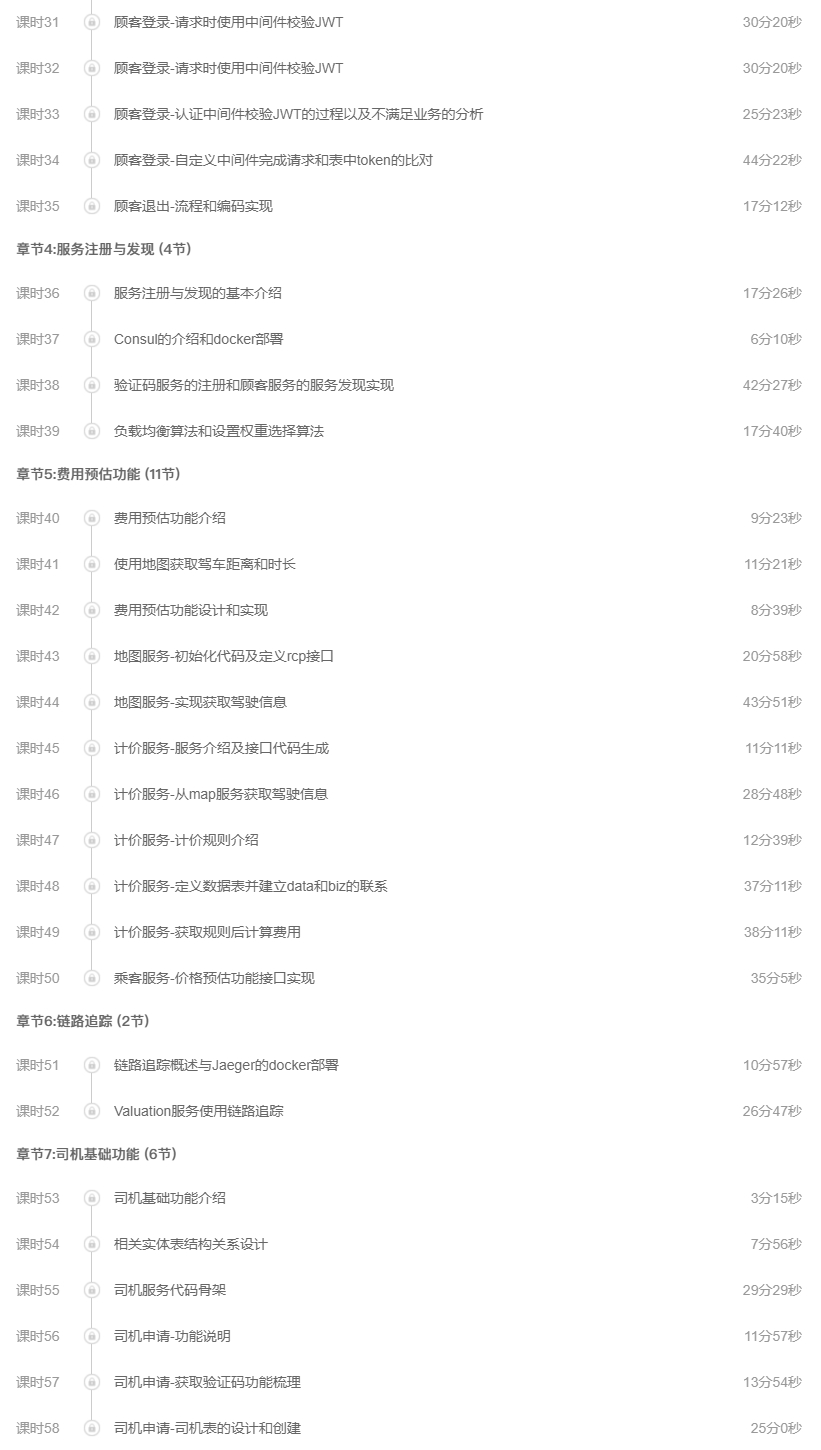 课时31 顾客登录-请求时使用中间件校验JWT 30分20秒
课时32 顾客登录-请求时使用中间件校验JWT 30分20秒
课时33 顾客登录-认证中间件校验JWT的过程以及不满足业务的分析 25分23秒
课时34 顾客登录-自定义中间件完成请求和表中token的比对 44分22秒
课时35 顾客退出-流程和编码实现 17分12秒
章节4:服务注册与发现 (4节)
课时36 服务注册与发现的基本介绍 17分26秒
课时37 Consul的介绍和docker部署 6分10秒
课时38 验证码服务的注册和顾客服务的服务发现实现 42分27秒
课时39 负载均衡算法和设置权重选择算法 17分40秒
章节5:费用预估功能 (11节)
课时40 费用预估功能介绍 9分23秒
课时41 使用地图获取驾车距离和时长 11分21秒
课时42 费用预估功能设计和实现 8分39秒
课时43 地图服务-初始化代码及定义rcp接口 20分58秒
课时44 地图服务-实现获取驾驶信息 43分51秒
课时45 计价服务-服务介绍及接口代码生成 11分11秒
课时46 计价服务-从map服务获取驾驶信息 28分48秒
课时47 计价服务-计价规则介绍 12分39秒
课时48 计价服务-定义数据表并建立data和biz的联系 37分11秒
课时49 计价服务-获取规则后计算费用 38分11秒
课时50 乘客服务-价格预估功能接口实现 35分5秒
章节6:链路追踪 (2节)
课时51 链路追踪概述与Jaeger的docker部署 10分57秒
课时52 Valuation服务使用链路追踪 26分47秒
章节7:司机基础功能 (6节)
课时53 司机基础功能介绍 3分15秒
课时54 相关实体表结构关系设计 7分56秒
课时55 司机服务代码骨架 29分29秒
课时56 司机申请-功能说明 11分57秒
课时57 司机申请-获取验证码功能梳理 13分54秒
课时58 司机申请-司机表的设计和创建 25分0秒